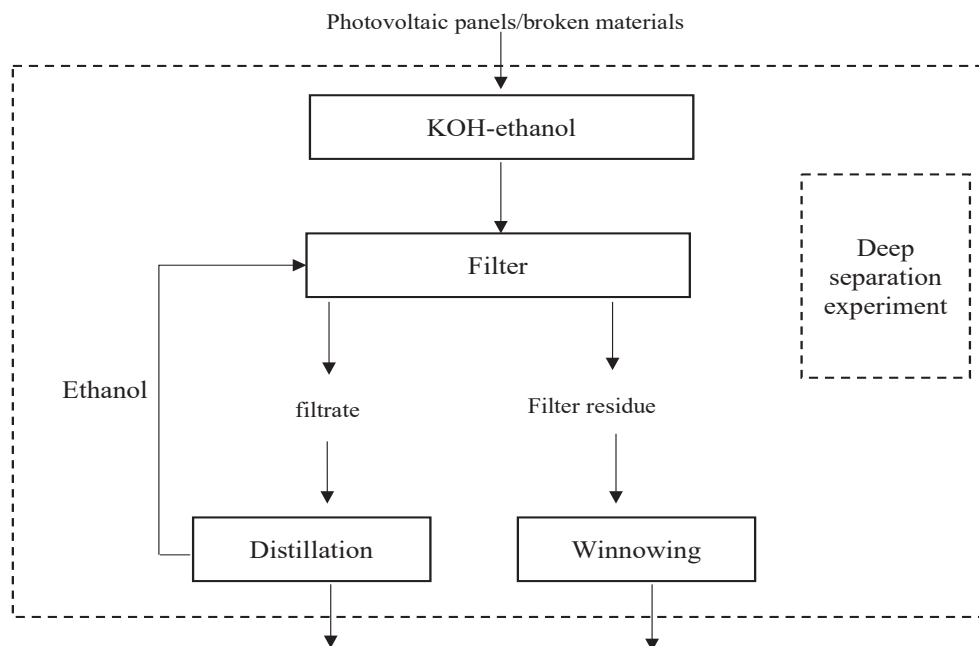 Photovoltaic panels/broken materials
KOH-ethanol
Filter
Deep
separation
experiment
Ethanol
filtrate
Filter residue
Distillation
Winnowing